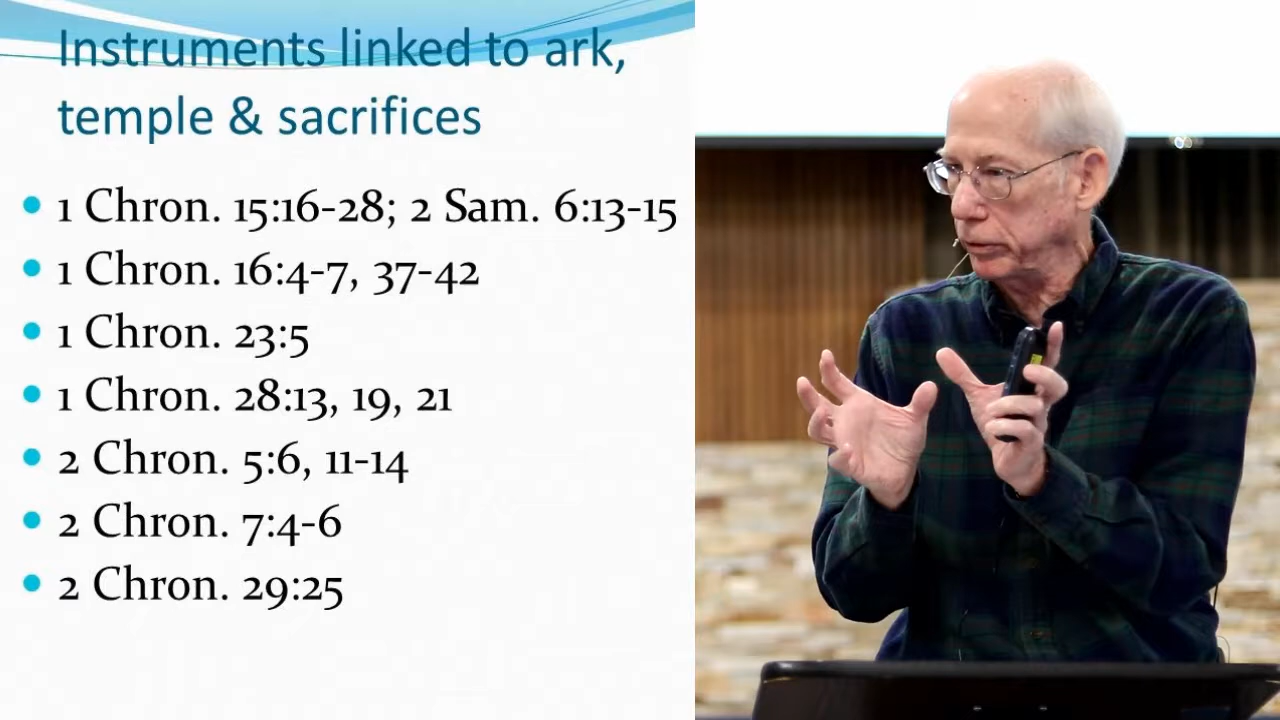 Instruments linked to ark,
temple & sacrifices
• 1 Chron. 15:16-28; 2 Sam. 6:13-15
• 1 Chron. 16:4-7, 37-42
• 1 Chron. 23:5
• 1 Chron. 28:13, 19, 21
• 2 Chron. 5:6, 11-14
• 2 Chron. 7:4-6
• 2 Chron. 29:25